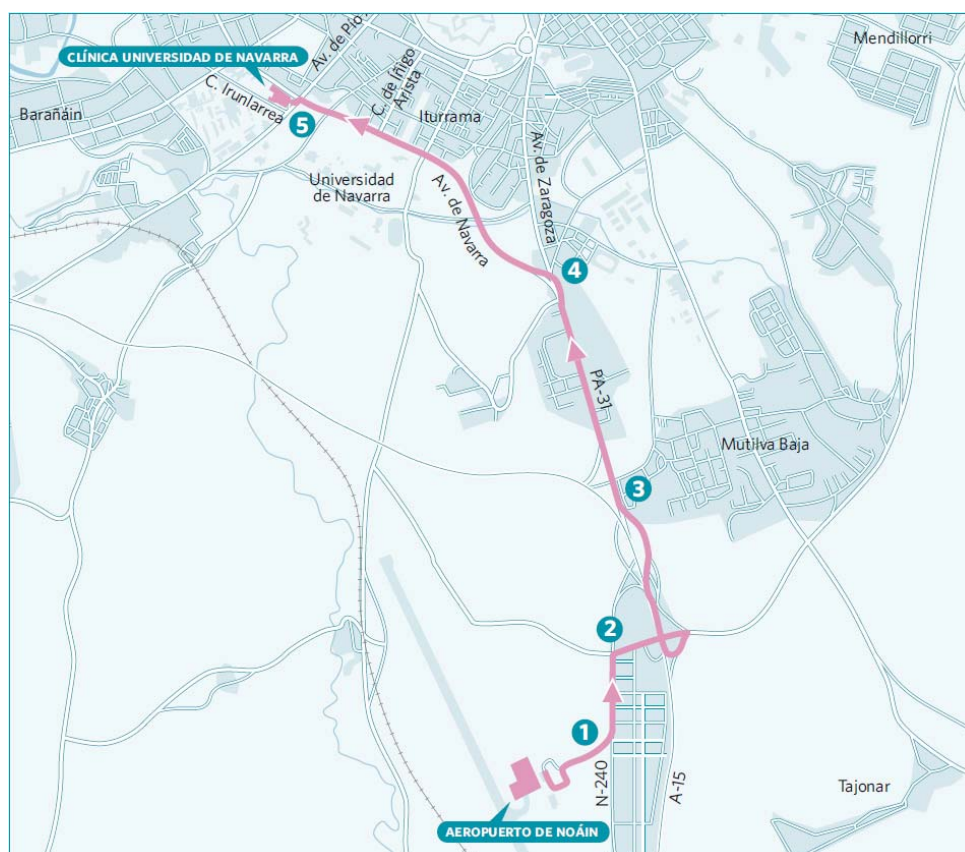 Av. de Pío
Mendillorri
CLÍNICA UNIVERSIDAD DE NAVARRA
C. de Íñigo
Arista
C. Irunlarrea
Barañáin
Iturrama
5
Av. de Zaragoza
Universidad
de Navarra
Av. de Navarra
4
PA-31
Mutilva Baja
3
2
1
N-240
A-15
Tajonar
AEROPUERTO DE NOÁIN